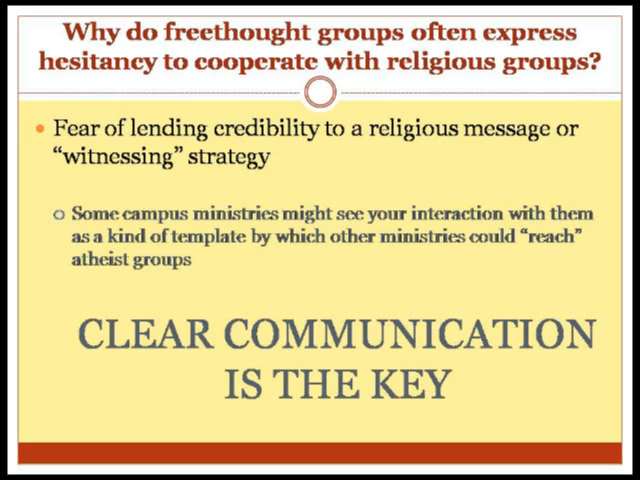 Why do freethought groups often express
hesitancy to cooperate with religious groups?
Fear of lending credibility to a religious message or
“witnessing” strategy
Some campus ministries might see your interaction with them
as a kind of template by which other ministries could “reach”
atheist groups
CLEAR COMMUNICATION
IS THE KEY